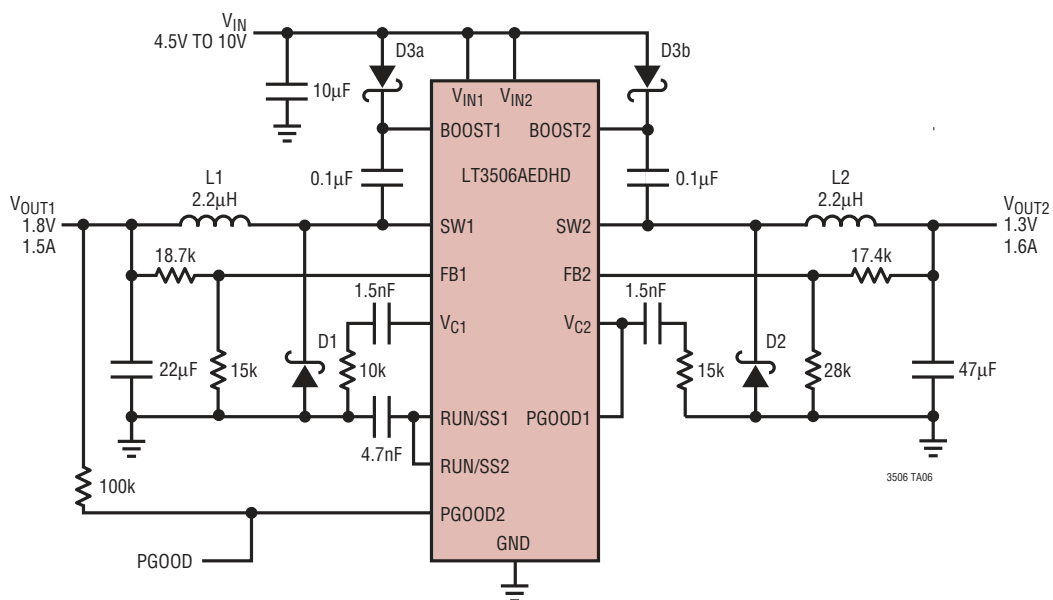 VIN
4.5V TO 10V
D3a
D3b
10μF
VIN1 VIN2
BOOST1 BOOST2
LT3506AEDHD
0.1μF
0.1μF
L1
2.2μH
L2
2.2μH
VOUT1
1.8V
1.5A
SW1 SW2
VOUT2
1.3V
1.6A
18.7k
17.4k
FB1 FB2
1.5nF
1.5nF
VC1 VC2
D1
D2
22μF
15k
10k
15k
28k
47μF
RUN/SS1 PGOOD1
4.7nF
RUN/SS2
3506 TA06
100k
PGOOD2
GND
PGOOD